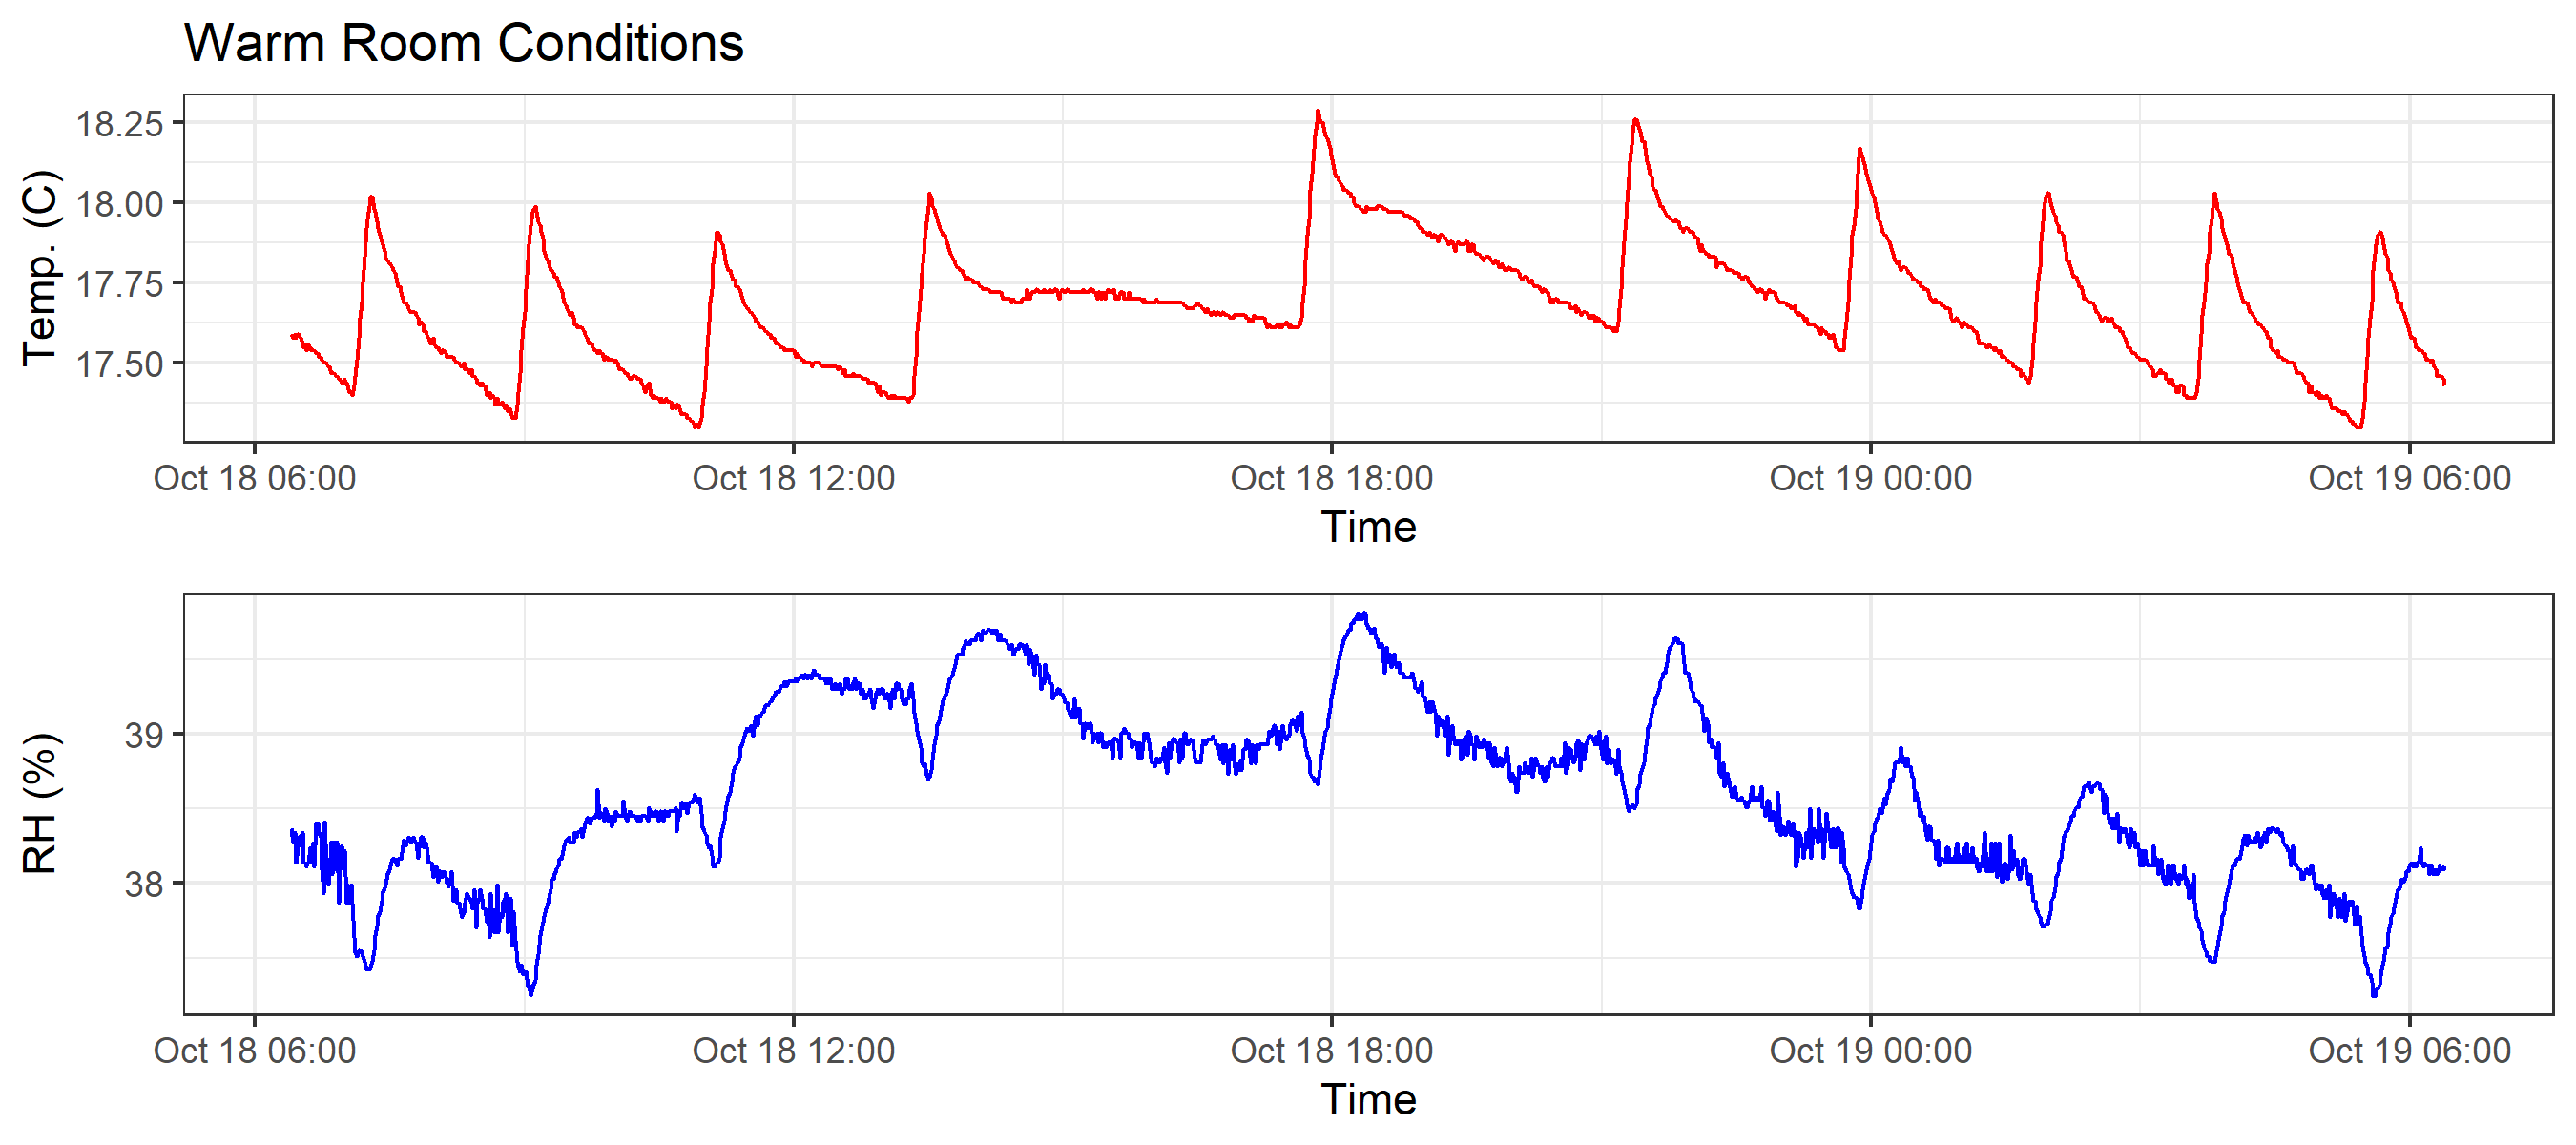 Warm Room Conditions
Temp. (C)
18.25
18.00
17.75
17.50
Oct 18 06:00 Oct 18 12:00 Oct 18 18:00 Oct 19 00:00 Oct 19 06:00
Time
RH (%)
39
38
Oct 18 06:00 Oct 18 12:00 Oct 18 18:00 Oct 19 00:00 Oct 19 06:00
Time